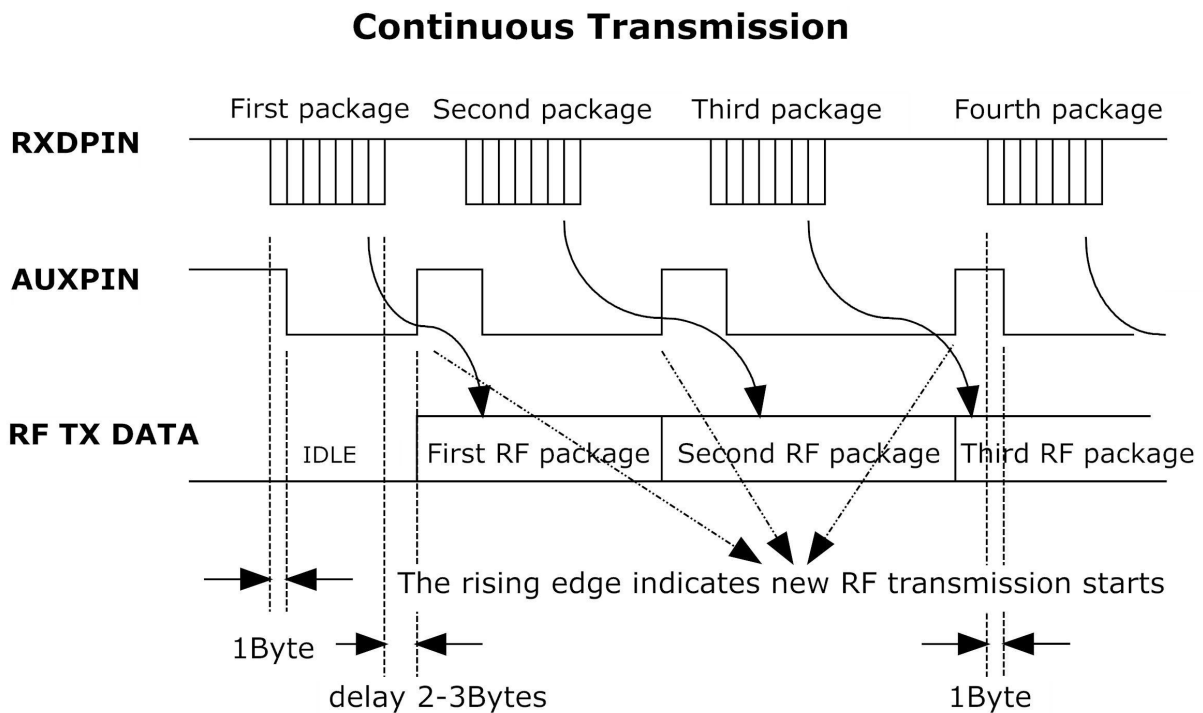 Continuous Transmission
First package
Second package
Third package
Fourth package
RXDPIN
AUXPIN
RF TX DATA
IDLE
First RF package
Second RF package
Third RF package
The rising edge indicates new RF transmission starts
1Byte
delay 2-3Bytes
1Byte